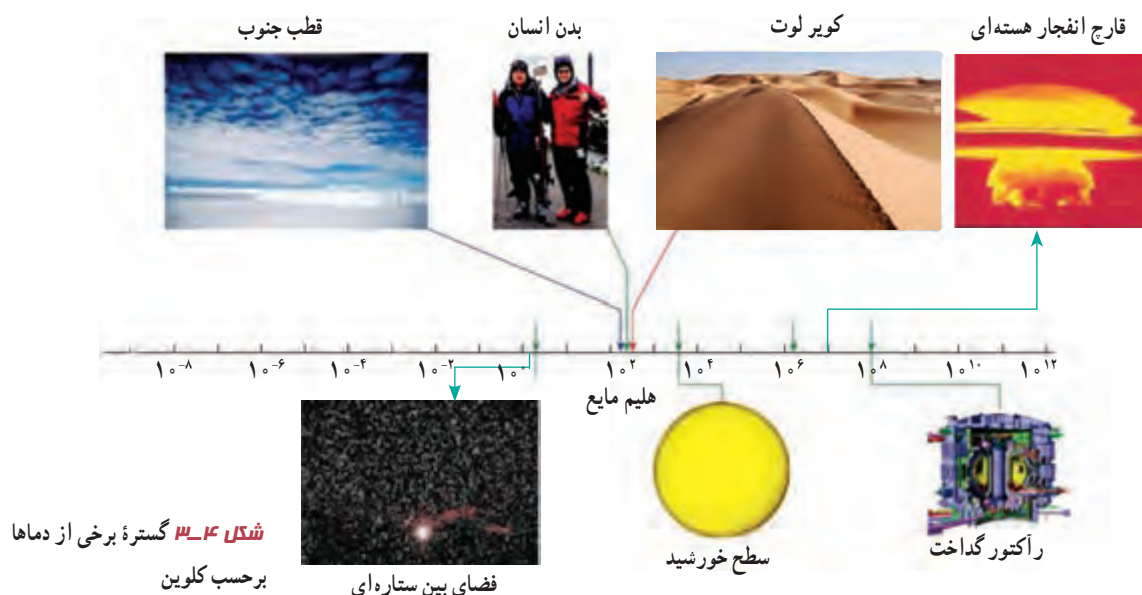 قطب جنوب
بدن انسان
کویر لوت
قارچ انفجار هسته‌ای
۱۰⁻⁸ ۱۰⁻⁶ ۱۰⁻⁴ ۱۰⁻² ۱۰⁰ ۱۰² ۱۰⁴ ۱۰⁶ ۱۰⁸ ۱۰¹⁰ ۱۰¹²
هلیم مایع
سطح خورشید
رآکتور گداخت
فضای بین ستاره‌ای
شکل ۴-۳ گسترهٔ برخی از دماها
برحسب کلوین